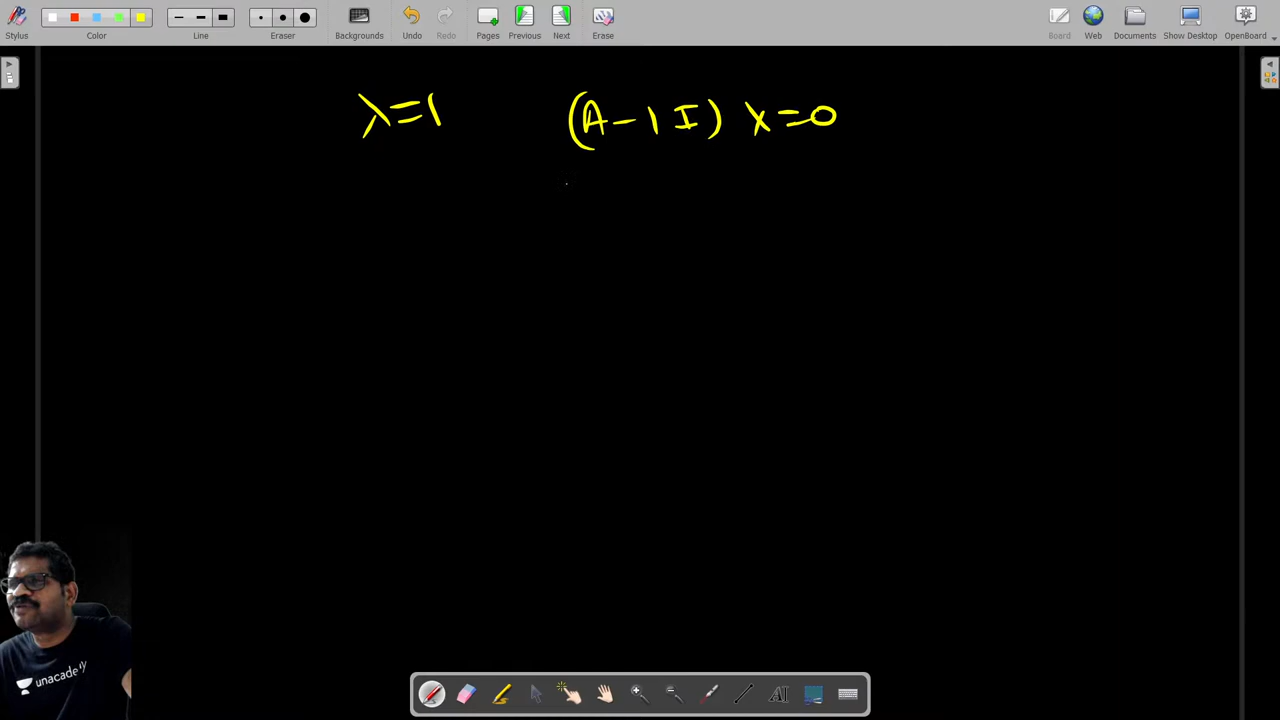 Stylus Color Line Eraser Backgrounds Undo Redo Pages Previous Next Erase Board Web Documents Show Desktop OpenBoard
λ=1 (A-1I) x=0
unacademy